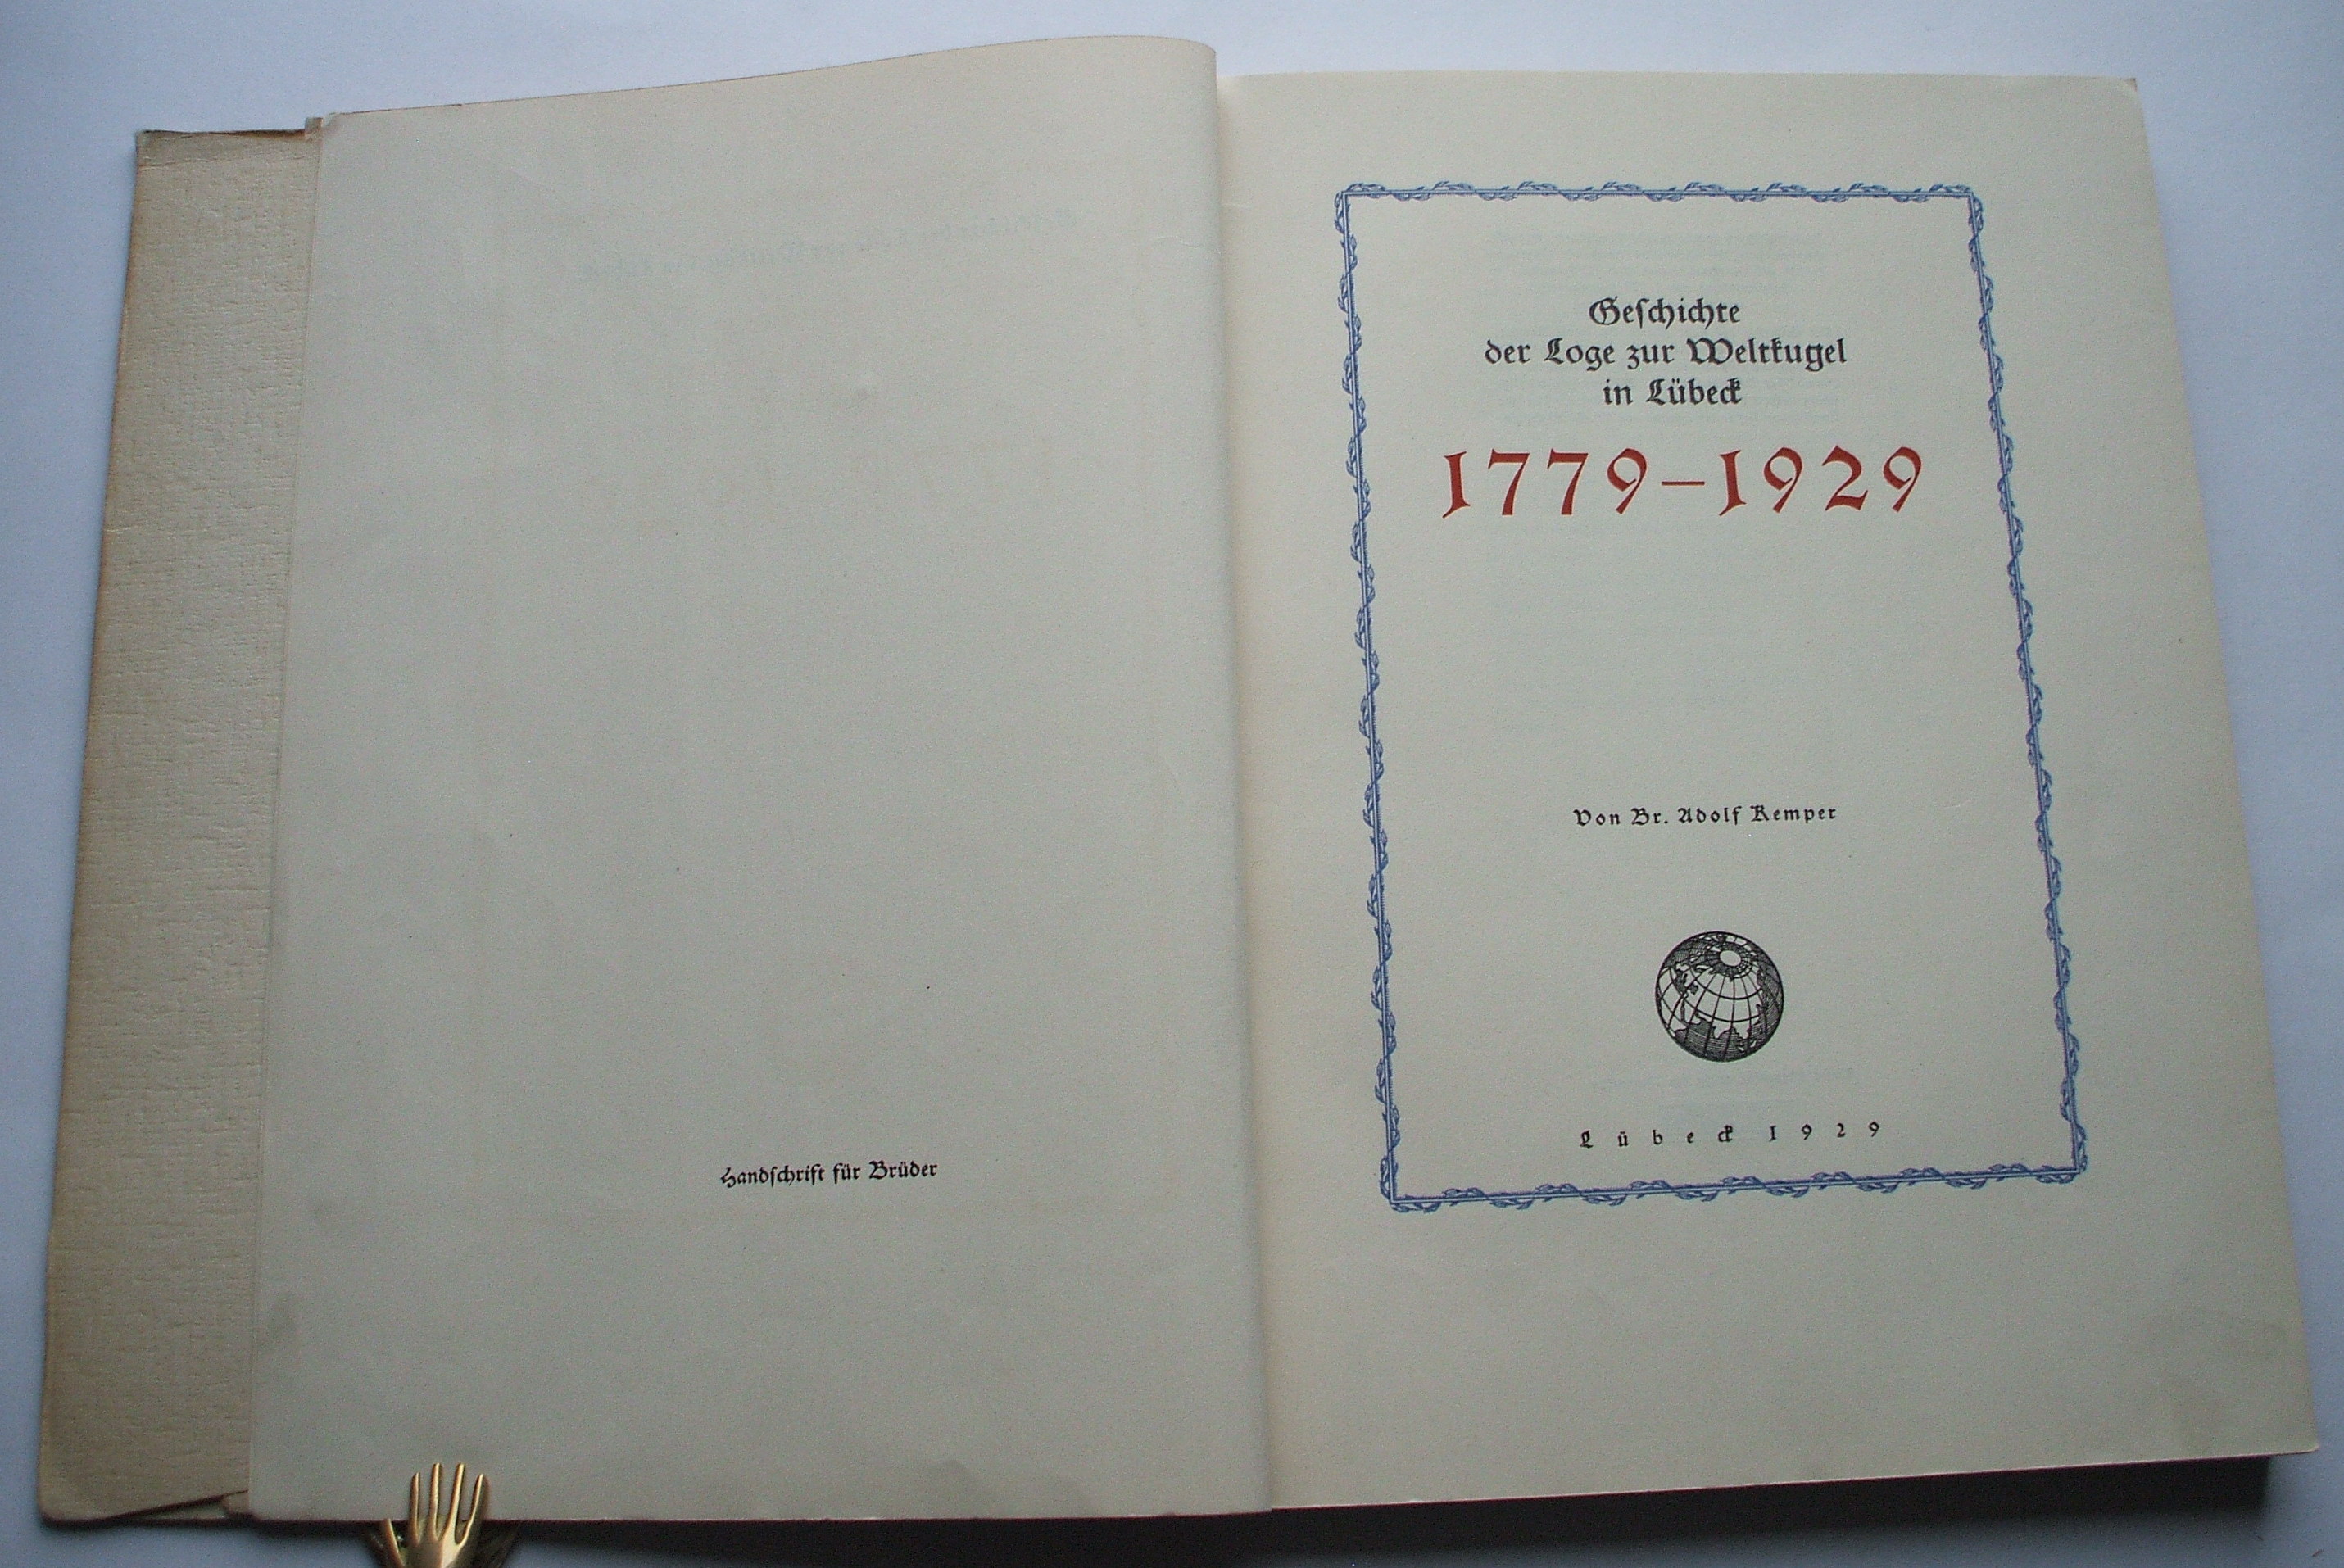 Handschrift für Brüder
Geschichte
der Loge zur Weltkugel
in Lübeck
1779–1929
Von Br. Adolf Kemper
Lübeck 1929